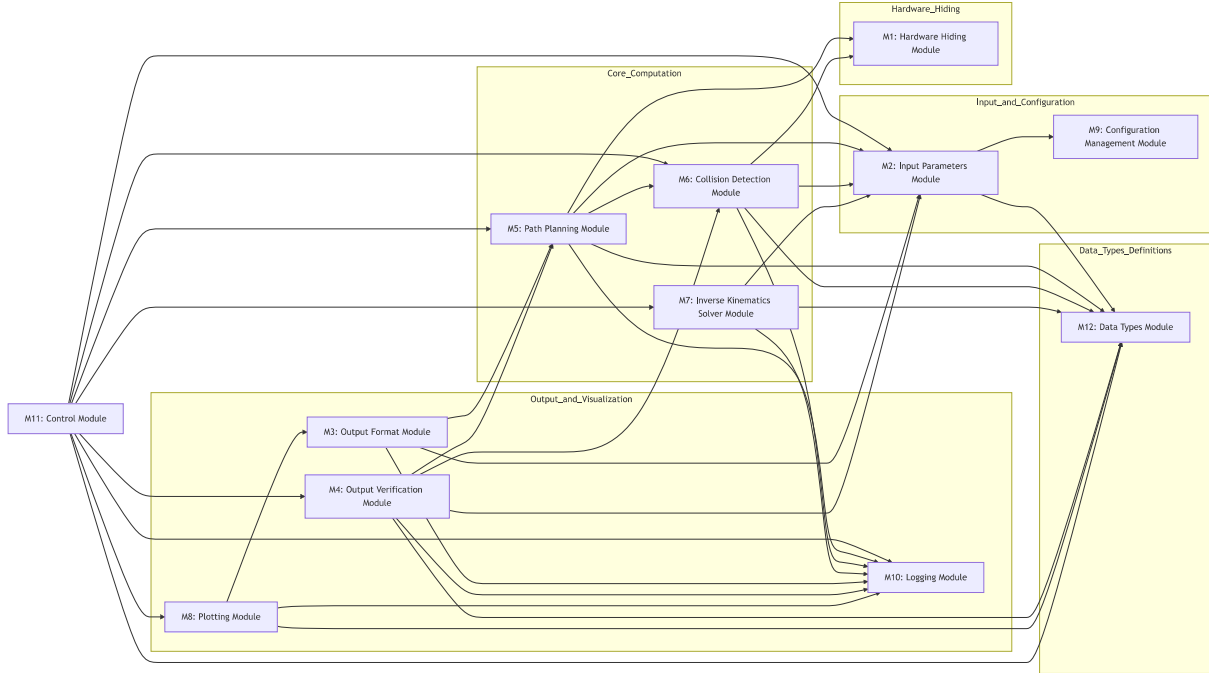 Hardware_Hiding
M1: Hardware Hiding
Module
Core_Computation
Input_and_Configuration
M9: Configuration
Management Module
M2: Input Parameters
Module
M6: Collision Detection
Module
M5: Path Planning Module
Data_Types_Definitions
M7: Inverse Kinematics
Solver Module
M12: Data Types Module
Output_and_Visualization
M11: Control Module
M3: Output Format Module
M4: Output Verification
Module
M10: Logging Module
M8: Plotting Module